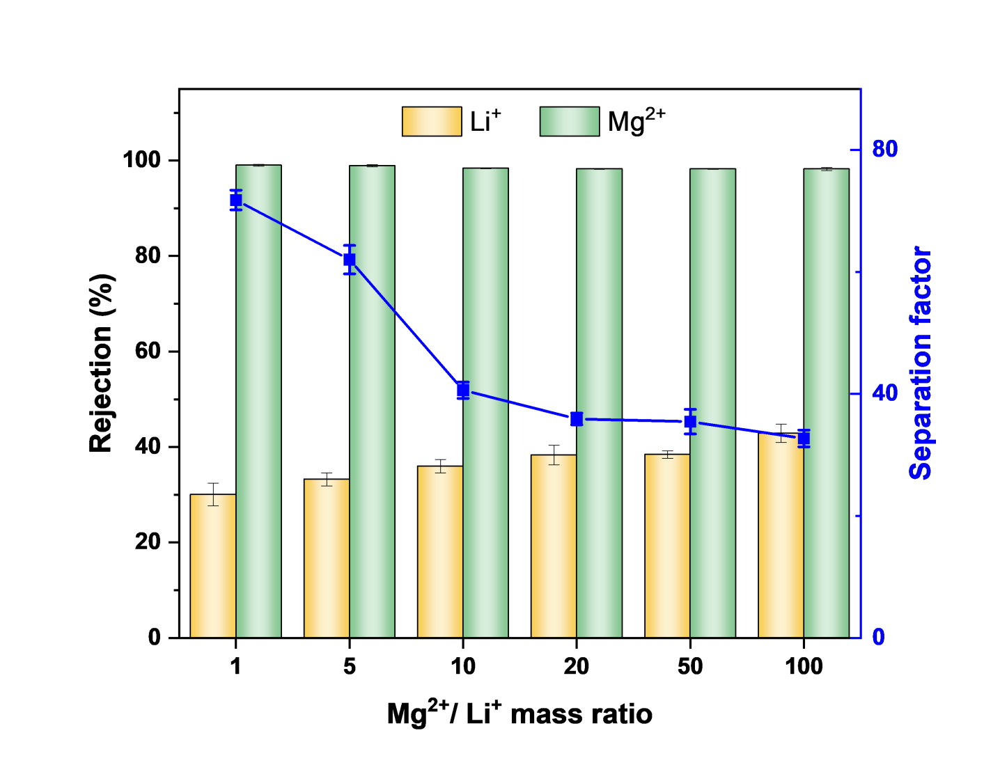 Li⁺ Mg²⁺
100
80
60
40
20
0
Rejection (%)
80
40
0
Separation factor
1 5 10 20 50 100
Mg²⁺/ Li⁺ mass ratio